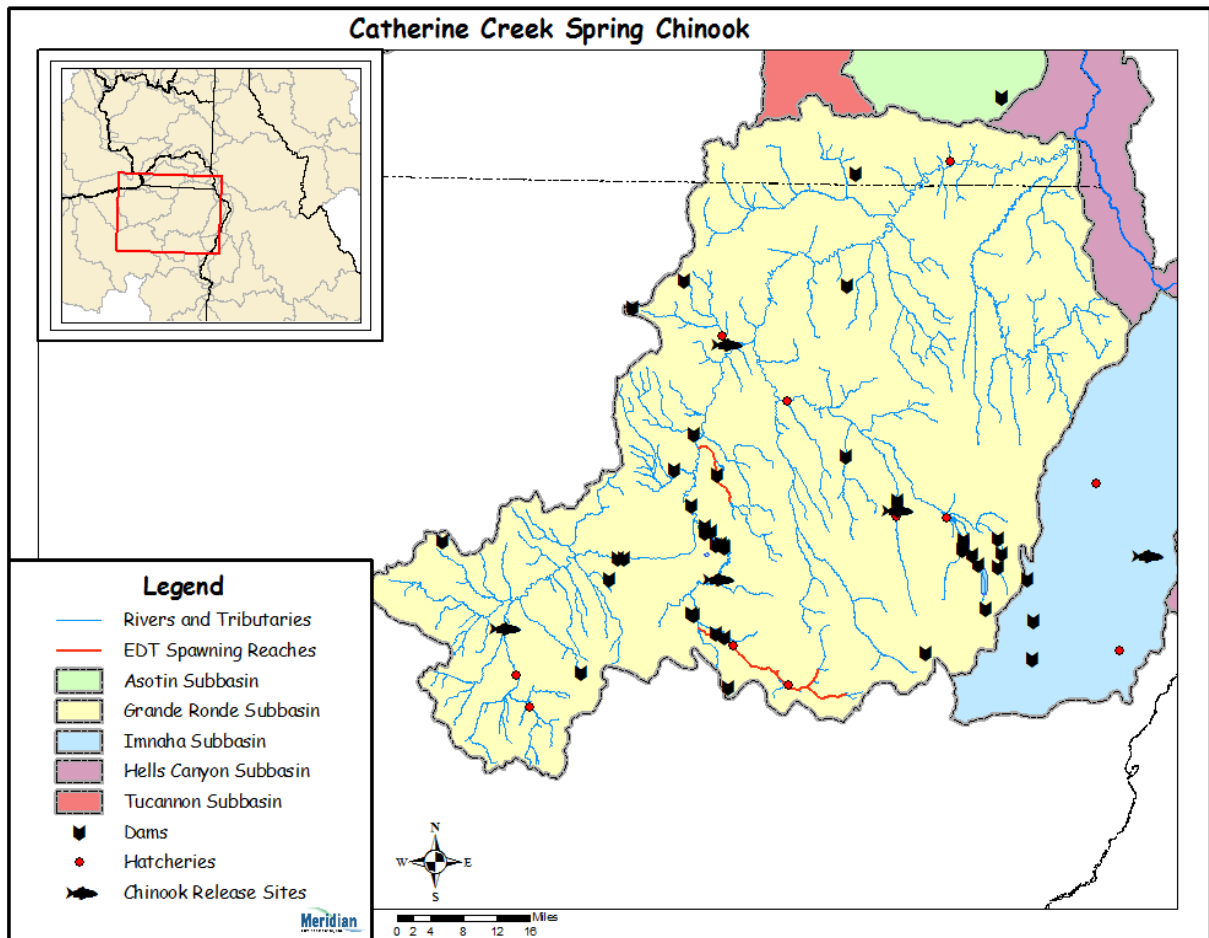 Catherine Creek Spring Chinook
Legend
Rivers and Tributaries
EDT Spawning Reaches
Asotin Subbasin
Grande Ronde Subbasin
Imnaha Subbasin
Hells Canyon Subbasin
Tucannon Subbasin
Dams
Hatcheries
Chinook Release Sites
Meridian
N
W E
S
Miles
0 2 4 8 12 16